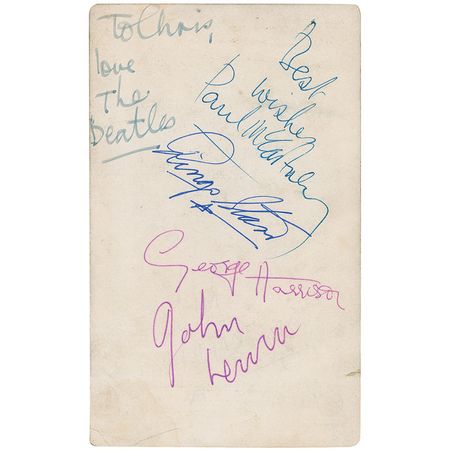 To Chris,
love
The
Beatles
Best
wishes
Paul McCartney
Ringo Starr
George Harrison
John
Lennon